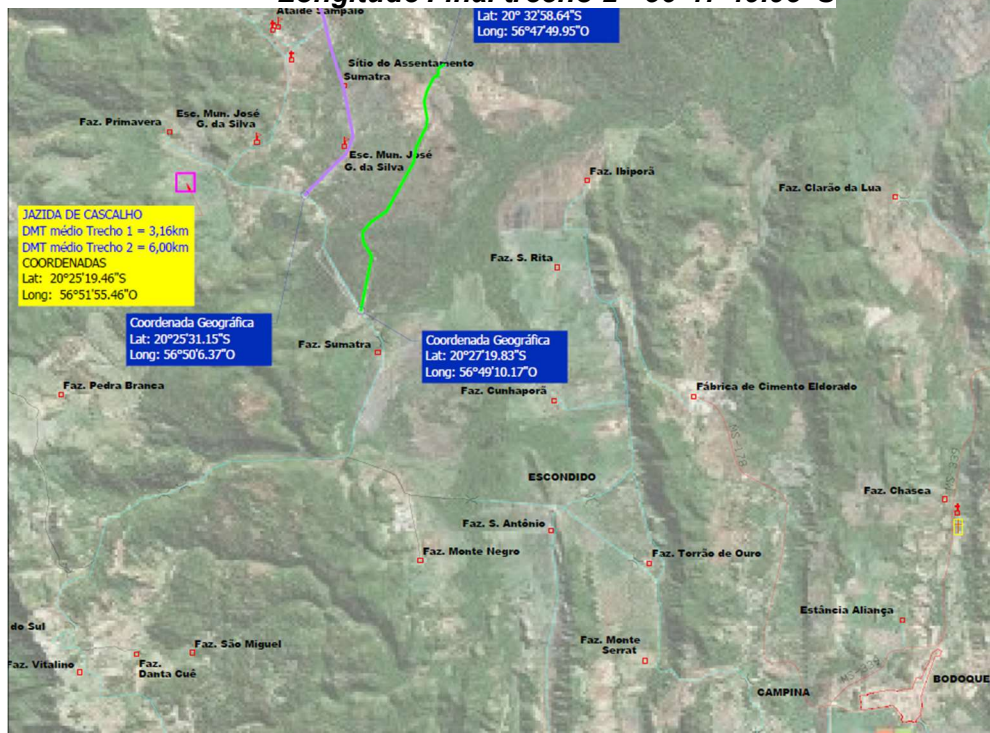 Ataide Sampaio
Lat: 20° 32'58.64"S
Long: 56°47'49.95"O
Sítio do Assentamento
Sumatra
Esc. Mun. José
G. da Silva
Faz. Primavera
Esc. Mun. José
G. da Silva
Faz. Ibiporã
Faz. Clarão da Lua
JAZIDA DE CASCALHO
DMT médio Trecho 1 = 3,16km
DMT médio Trecho 2 = 6,00km
COORDENADAS
Lat: 20°25'19.46"S
Long: 56°51'55.46"O
Faz. S. Rita
Coordenada Geográfica
Lat: 20°25'31.15"S
Long: 56°50'6.37"O
Faz. Sumatra
Coordenada Geográfica
Lat: 20°27'19.83"S
Long: 56°49'10.17"O
Faz. Pedra Branca
Faz. Cunhaporã
Fábrica de Cimento Eldorado
MS-178
ESCONDIDO
Faz. Chasca
MS-339
Faz. S. Antônio
Faz. Monte Negro
Faz. Torrão de Ouro
Estância Aliança
do Sul
Faz. São Miguel
Faz. Monte
Serrat
Faz. Vitalino
Faz.
Danta Cuê
CAMPINA
BODOQUE